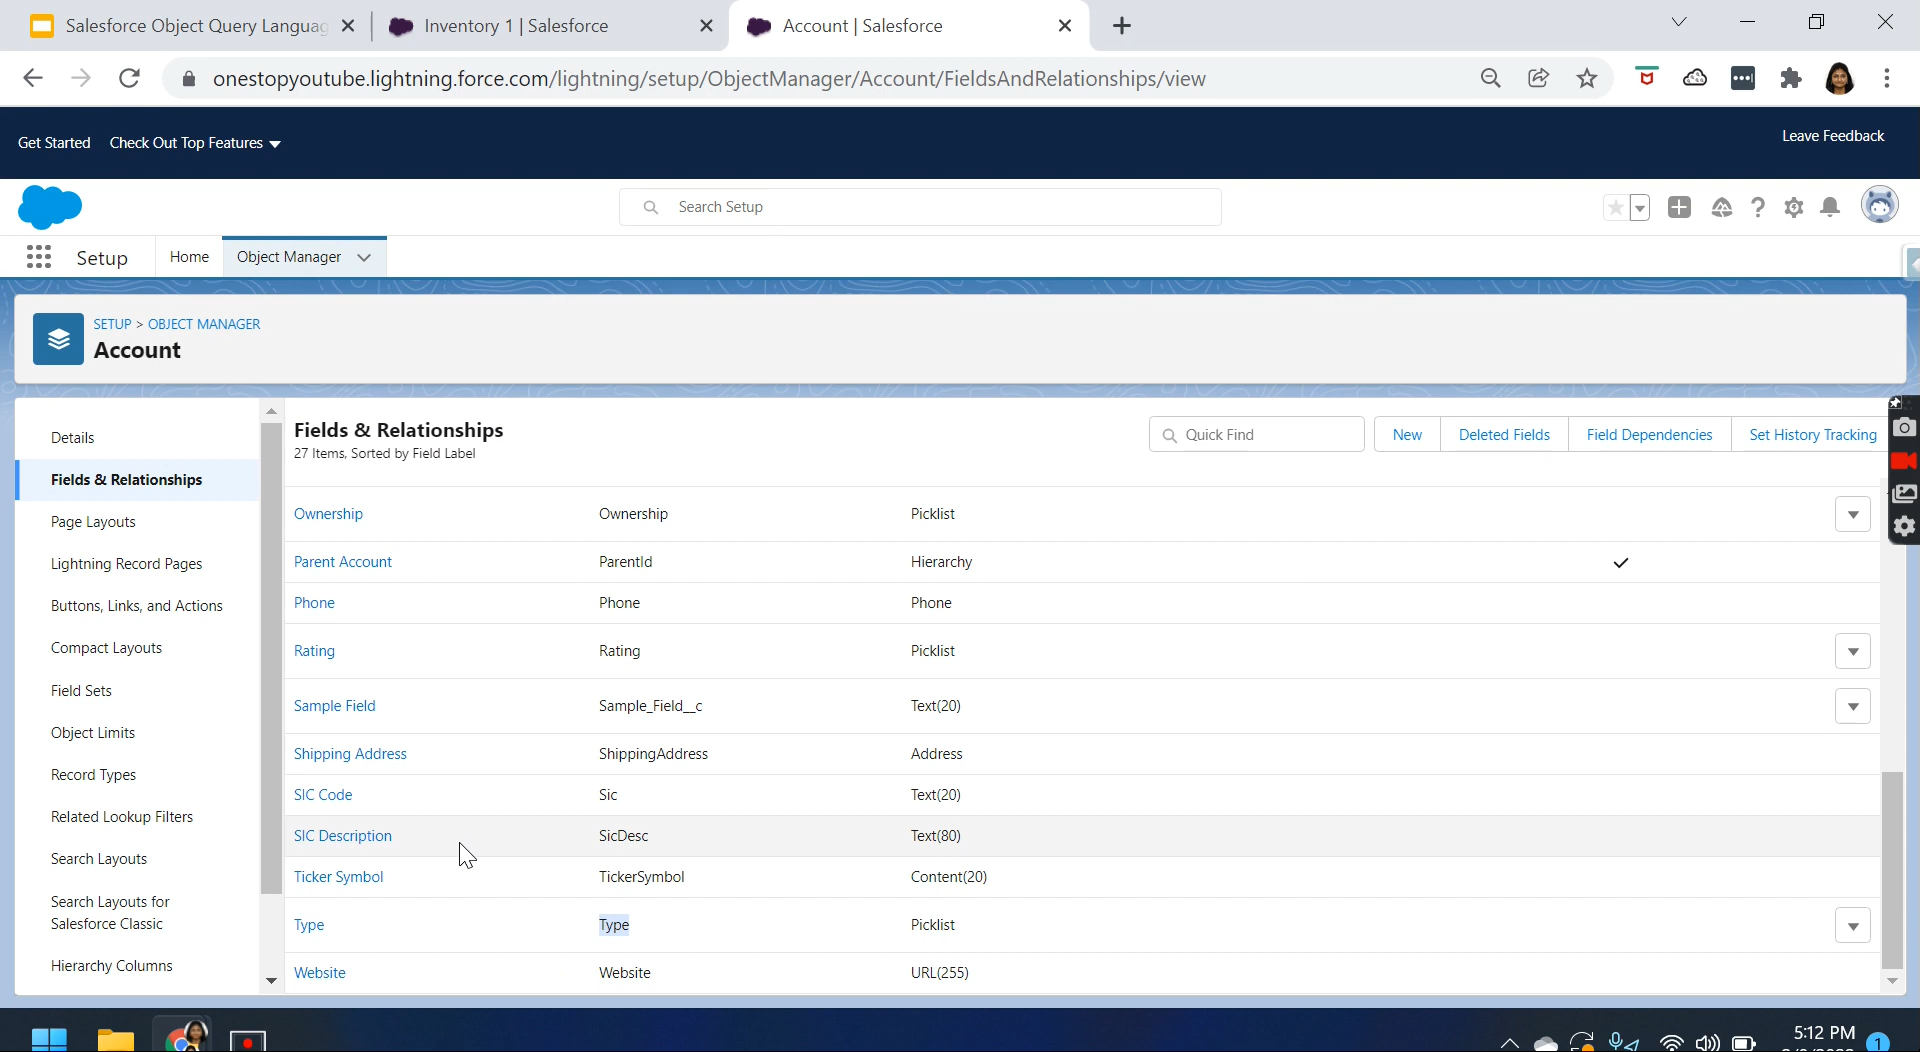 Salesforce Object Query Languag
Inventory 1 | Salesforce
Account | Salesforce
onestopyoutube.lightning.force.com/lightning/setup/ObjectManager/Account/FieldsAndRelationships/view
Get Started
Check Out Top Features
Leave Feedback
Search Setup
Setup
Home
Object Manager
SETUP > OBJECT MANAGER
Account
Details
Fields & Relationships
Page Layouts
Lightning Record Pages
Buttons, Links, and Actions
Compact Layouts
Field Sets
Object Limits
Record Types
Related Lookup Filters
Search Layouts
Search Layouts for
Salesforce Classic
Hierarchy Columns
Fields & Relationships
27 Items, Sorted by Field Label
Quick Find
New
Deleted Fields
Field Dependencies
Set History Tracking
Ownership Ownership Picklist
Parent Account ParentId Hierarchy
Phone Phone Phone
Rating Rating Picklist
Sample Field Sample_Field__c Text(20)
Shipping Address ShippingAddress Address
SIC Code Sic Text(20)
SIC Description SicDesc Text(80)
Ticker Symbol TickerSymbol Content(20)
Type Type Picklist
Website Website URL(255)
5:12 PM
1